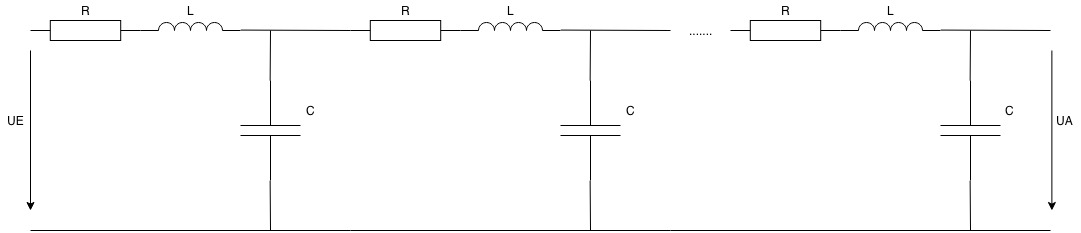 R L R L R L
.......
C C C
UE UA